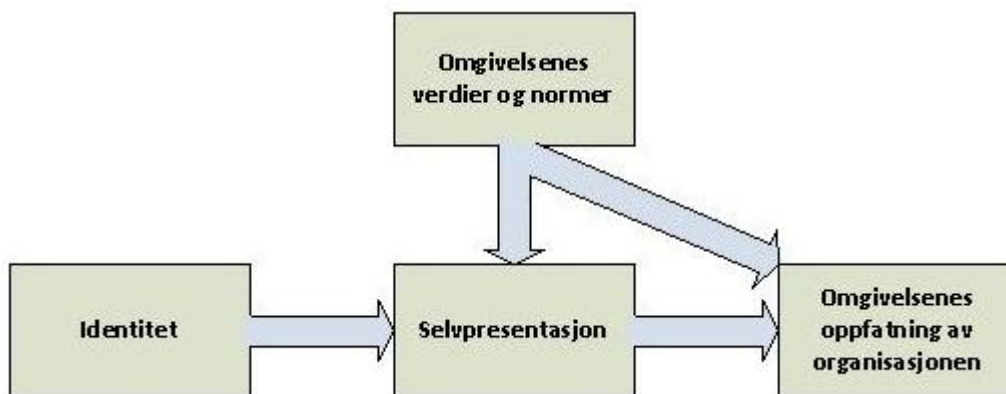 Omgivelsenes
verdier og normer
Identitet
Selvpresentasjon
Omgivelsenes
oppfatning av
organisasjonen